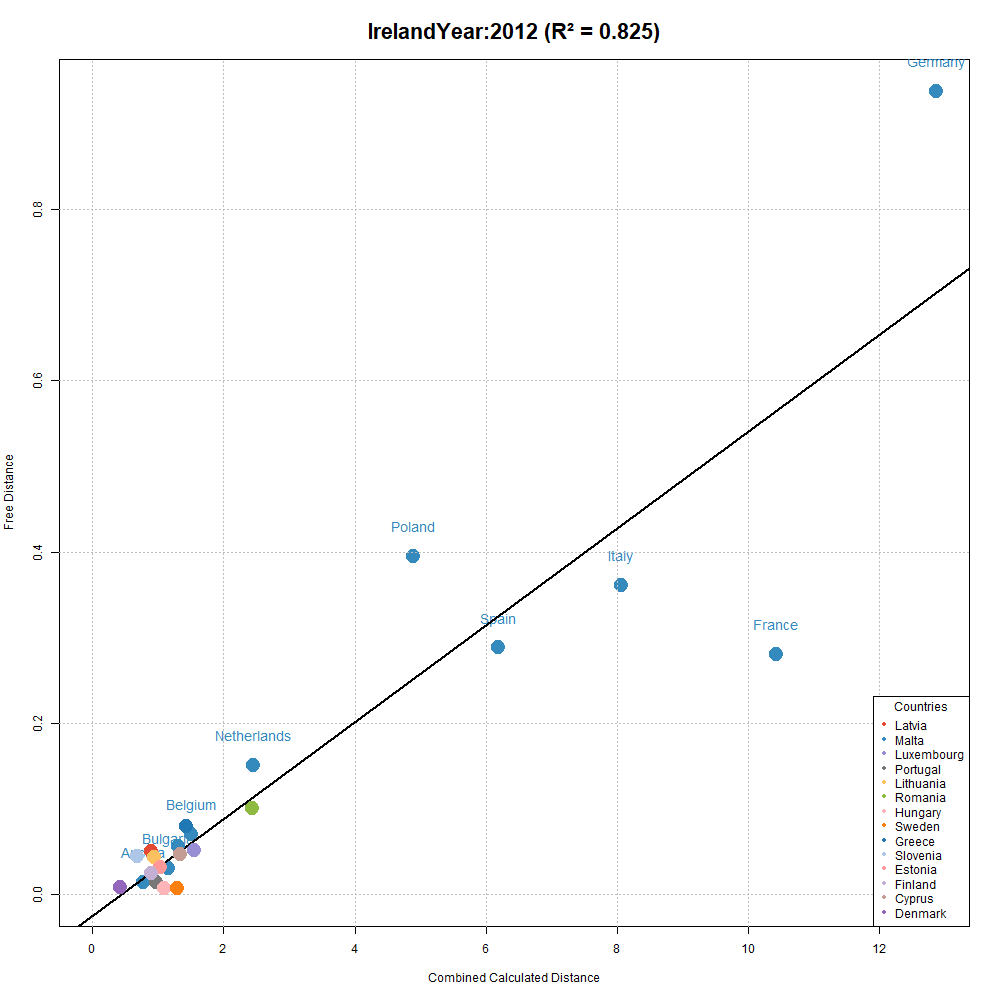 IrelandYear:2012 (R² = 0.825)
Germany
0.8
0.6
Free Distance
Poland
0.4
Italy
Spain
France
0.2
Netherlands
Belgium
0.0
0 2 4 6 8 10 12
Combined Calculated Distance
Countries
Latvia
Malta
Luxembourg
Portugal
Lithuania
Romania
Hungary
Sweden
Greece
Slovenia
Estonia
Finland
Cyprus
Denmark